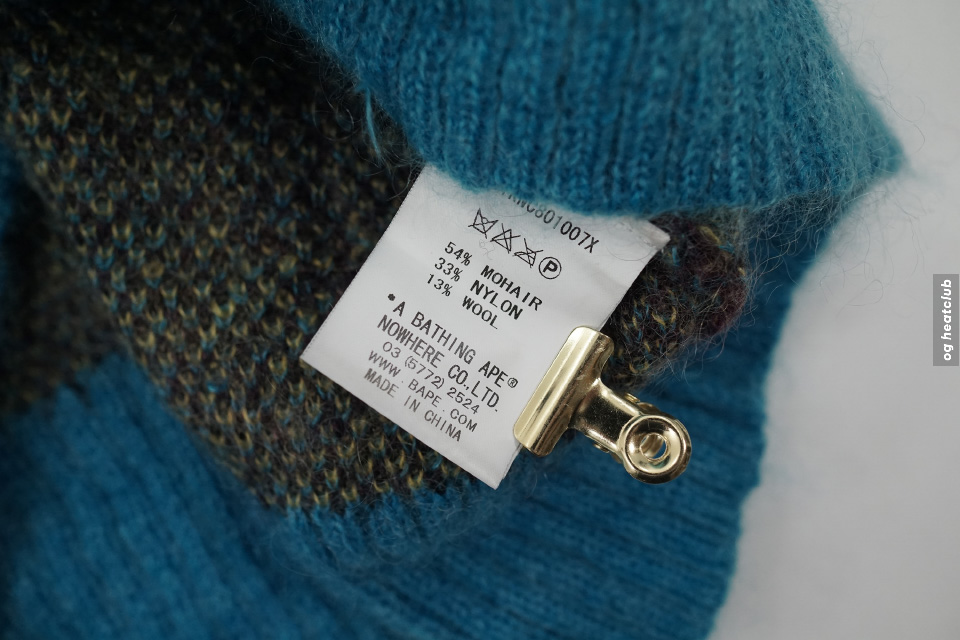 WC801007X
P
54% MOHAIR
33% NYLON
13% WOOL
*A BATHING APE®
NOWHERE CO.,LTD.
03 (5772) 2524
WWW.BAPE.COM
MADE IN CHINA
og heatclub